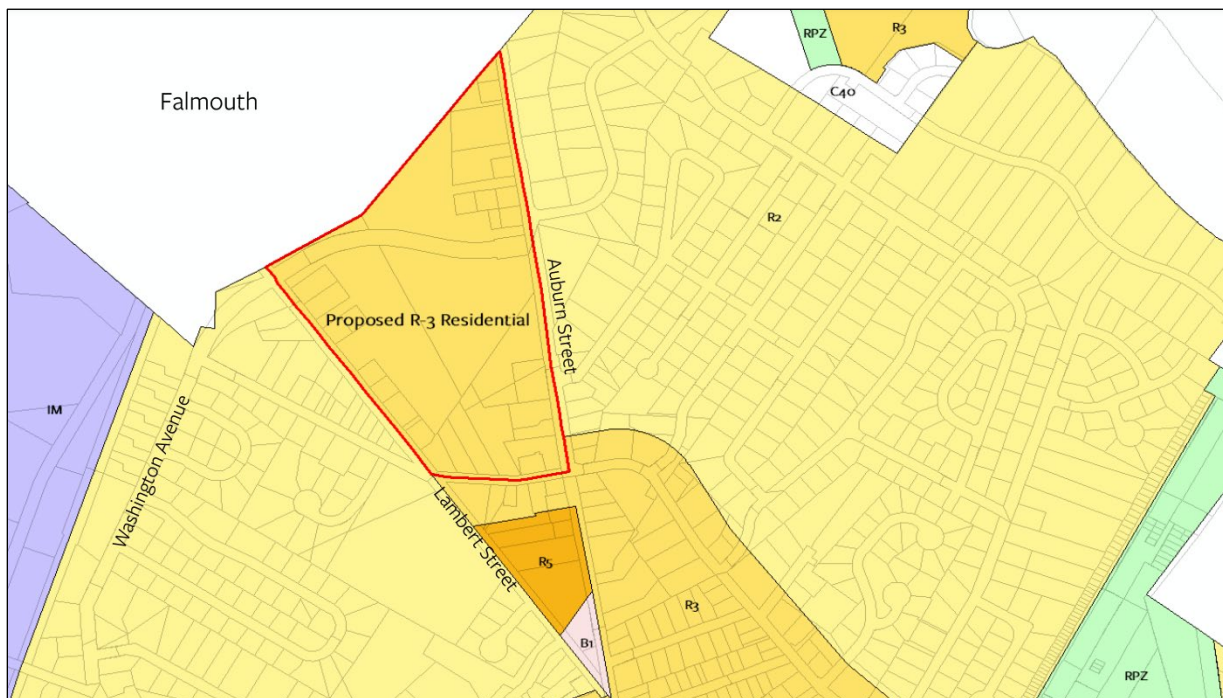 RPZ
R3
C40
Falmouth
R2
Auburn Street
Proposed R-3 Residential
IM
Washington Avenue
Lambert Street
R5
R3
B1
RPZ